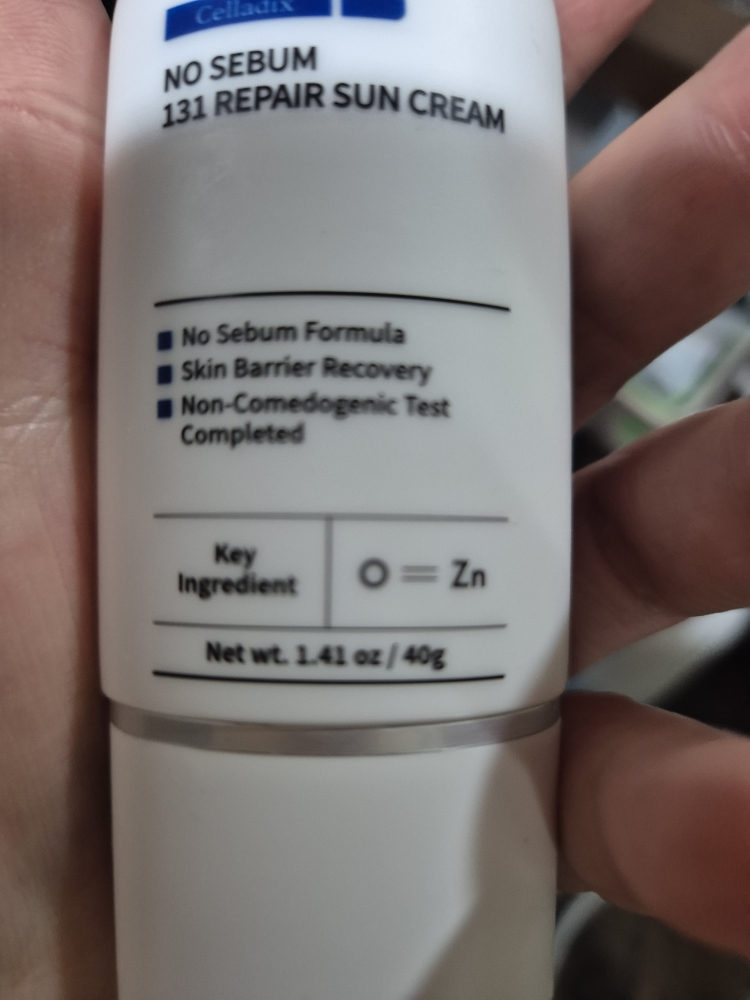 Celladix
NO SEBUM
131 REPAIR SUN CREAM
No Sebum Formula
Skin Barrier Recovery
Non-Comedogenic Test
Completed
Key
Ingredient
O = Zn
Net wt. 1.41 oz / 40g